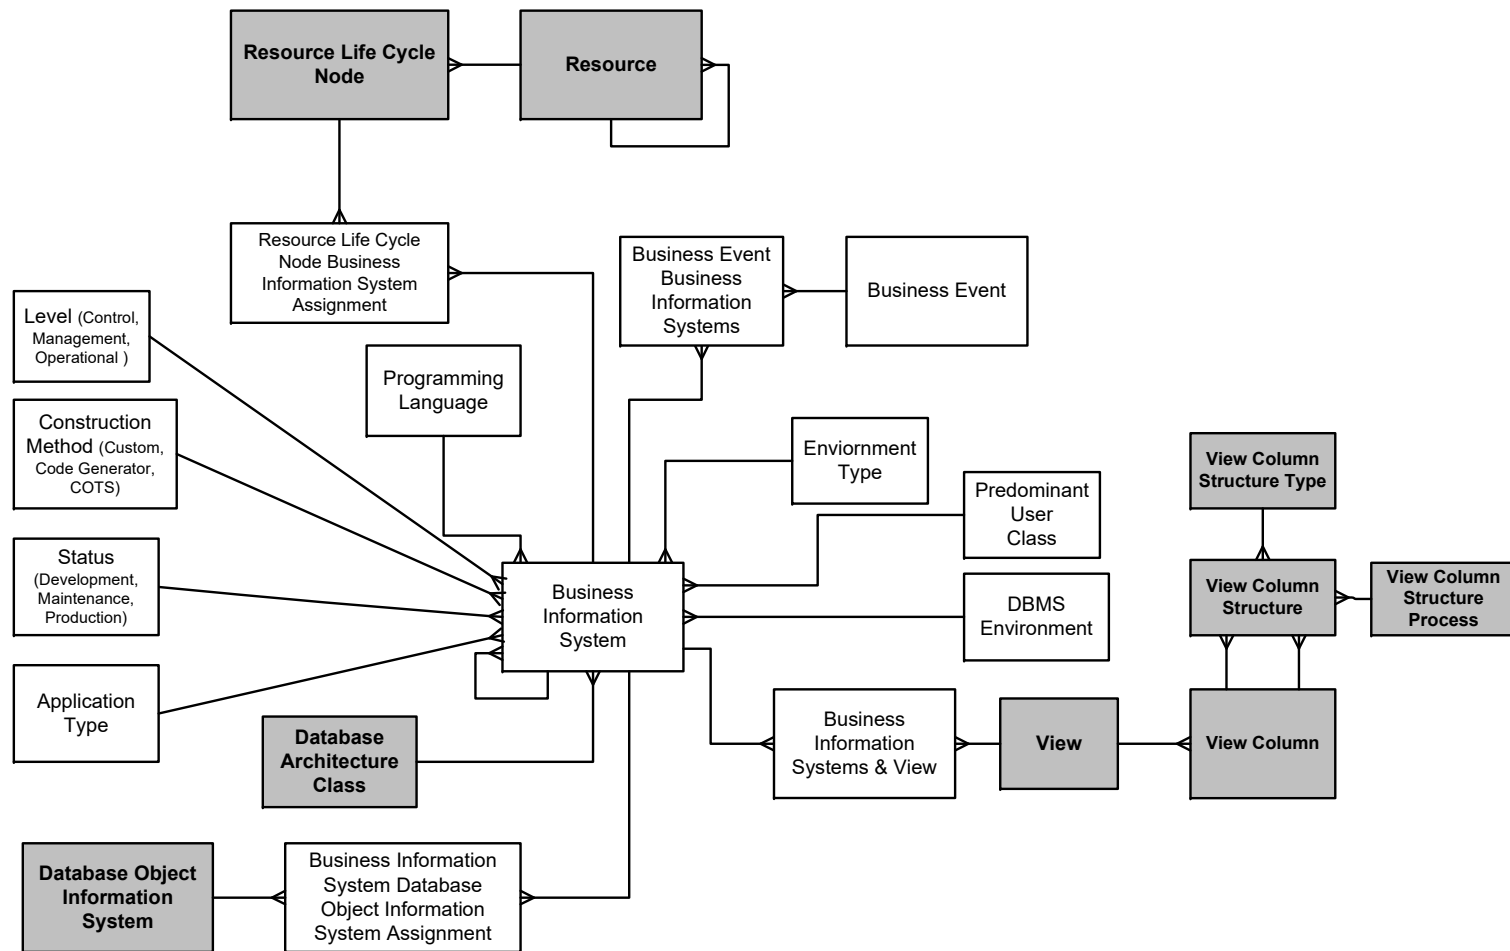 Resource Life Cycle
Node
Resource
Resource Life Cycle
Node Business
Information System
Assignment
Business Event
Business
Information
Systems
Business Event
Level (Control,
Management,
Operational )
Programming
Language
Construction
Method (Custom,
Code Generator,
COTS)
Enviornment
Type
Predominant
User
Class
View Column
Structure Type
Status
(Development,
Maintenance,
Production)
Business
Information
System
DBMS
Environment
View Column
Structure
View Column
Structure
Process
Application
Type
Database
Architecture
Class
Business
Information
Systems & View
View
View Column
Database Object
Information
System
Business Information
System Database
Object Information
System Assignment